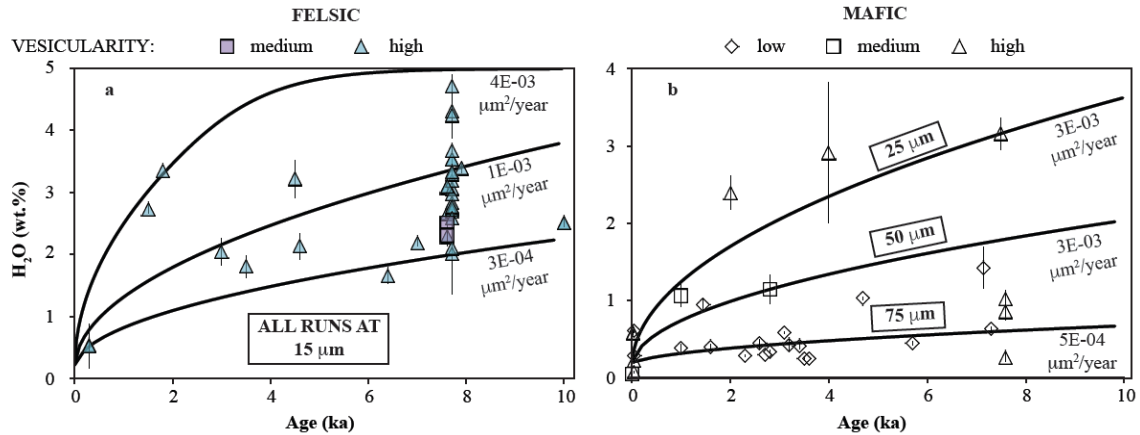 FELSIC
VESICULARITY: medium high
a
5
4
3
2
1
0
H2O (wt.%)
4E-03
μm²/year
1E-03
μm²/year
3E-04
μm²/year
ALL RUNS AT
15 μm
0 2 4 6 8 10
Age (ka)
MAFIC
low medium high
b
4
3
2
1
0
25 μm
3E-03
μm²/year
50 μm
3E-03
μm²/year
75 μm
5E-04
μm²/year
0 2 4 6 8 10
Age (ka)